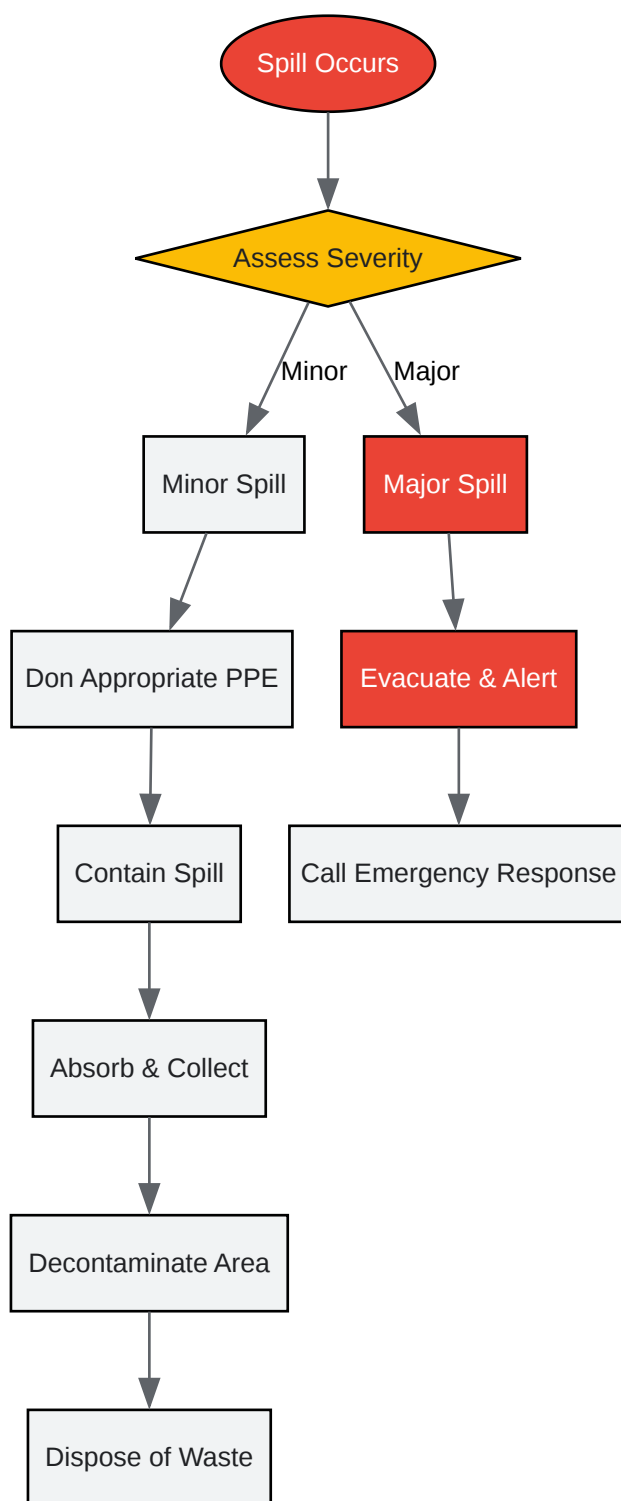 Spill Occurs
Assess Severity
Minor
Major
Minor Spill
Major Spill
Don Appropriate PPE
Evacuate & Alert
Contain Spill
Call Emergency Response
Absorb & Collect
Decontaminate Area
Dispose of Waste